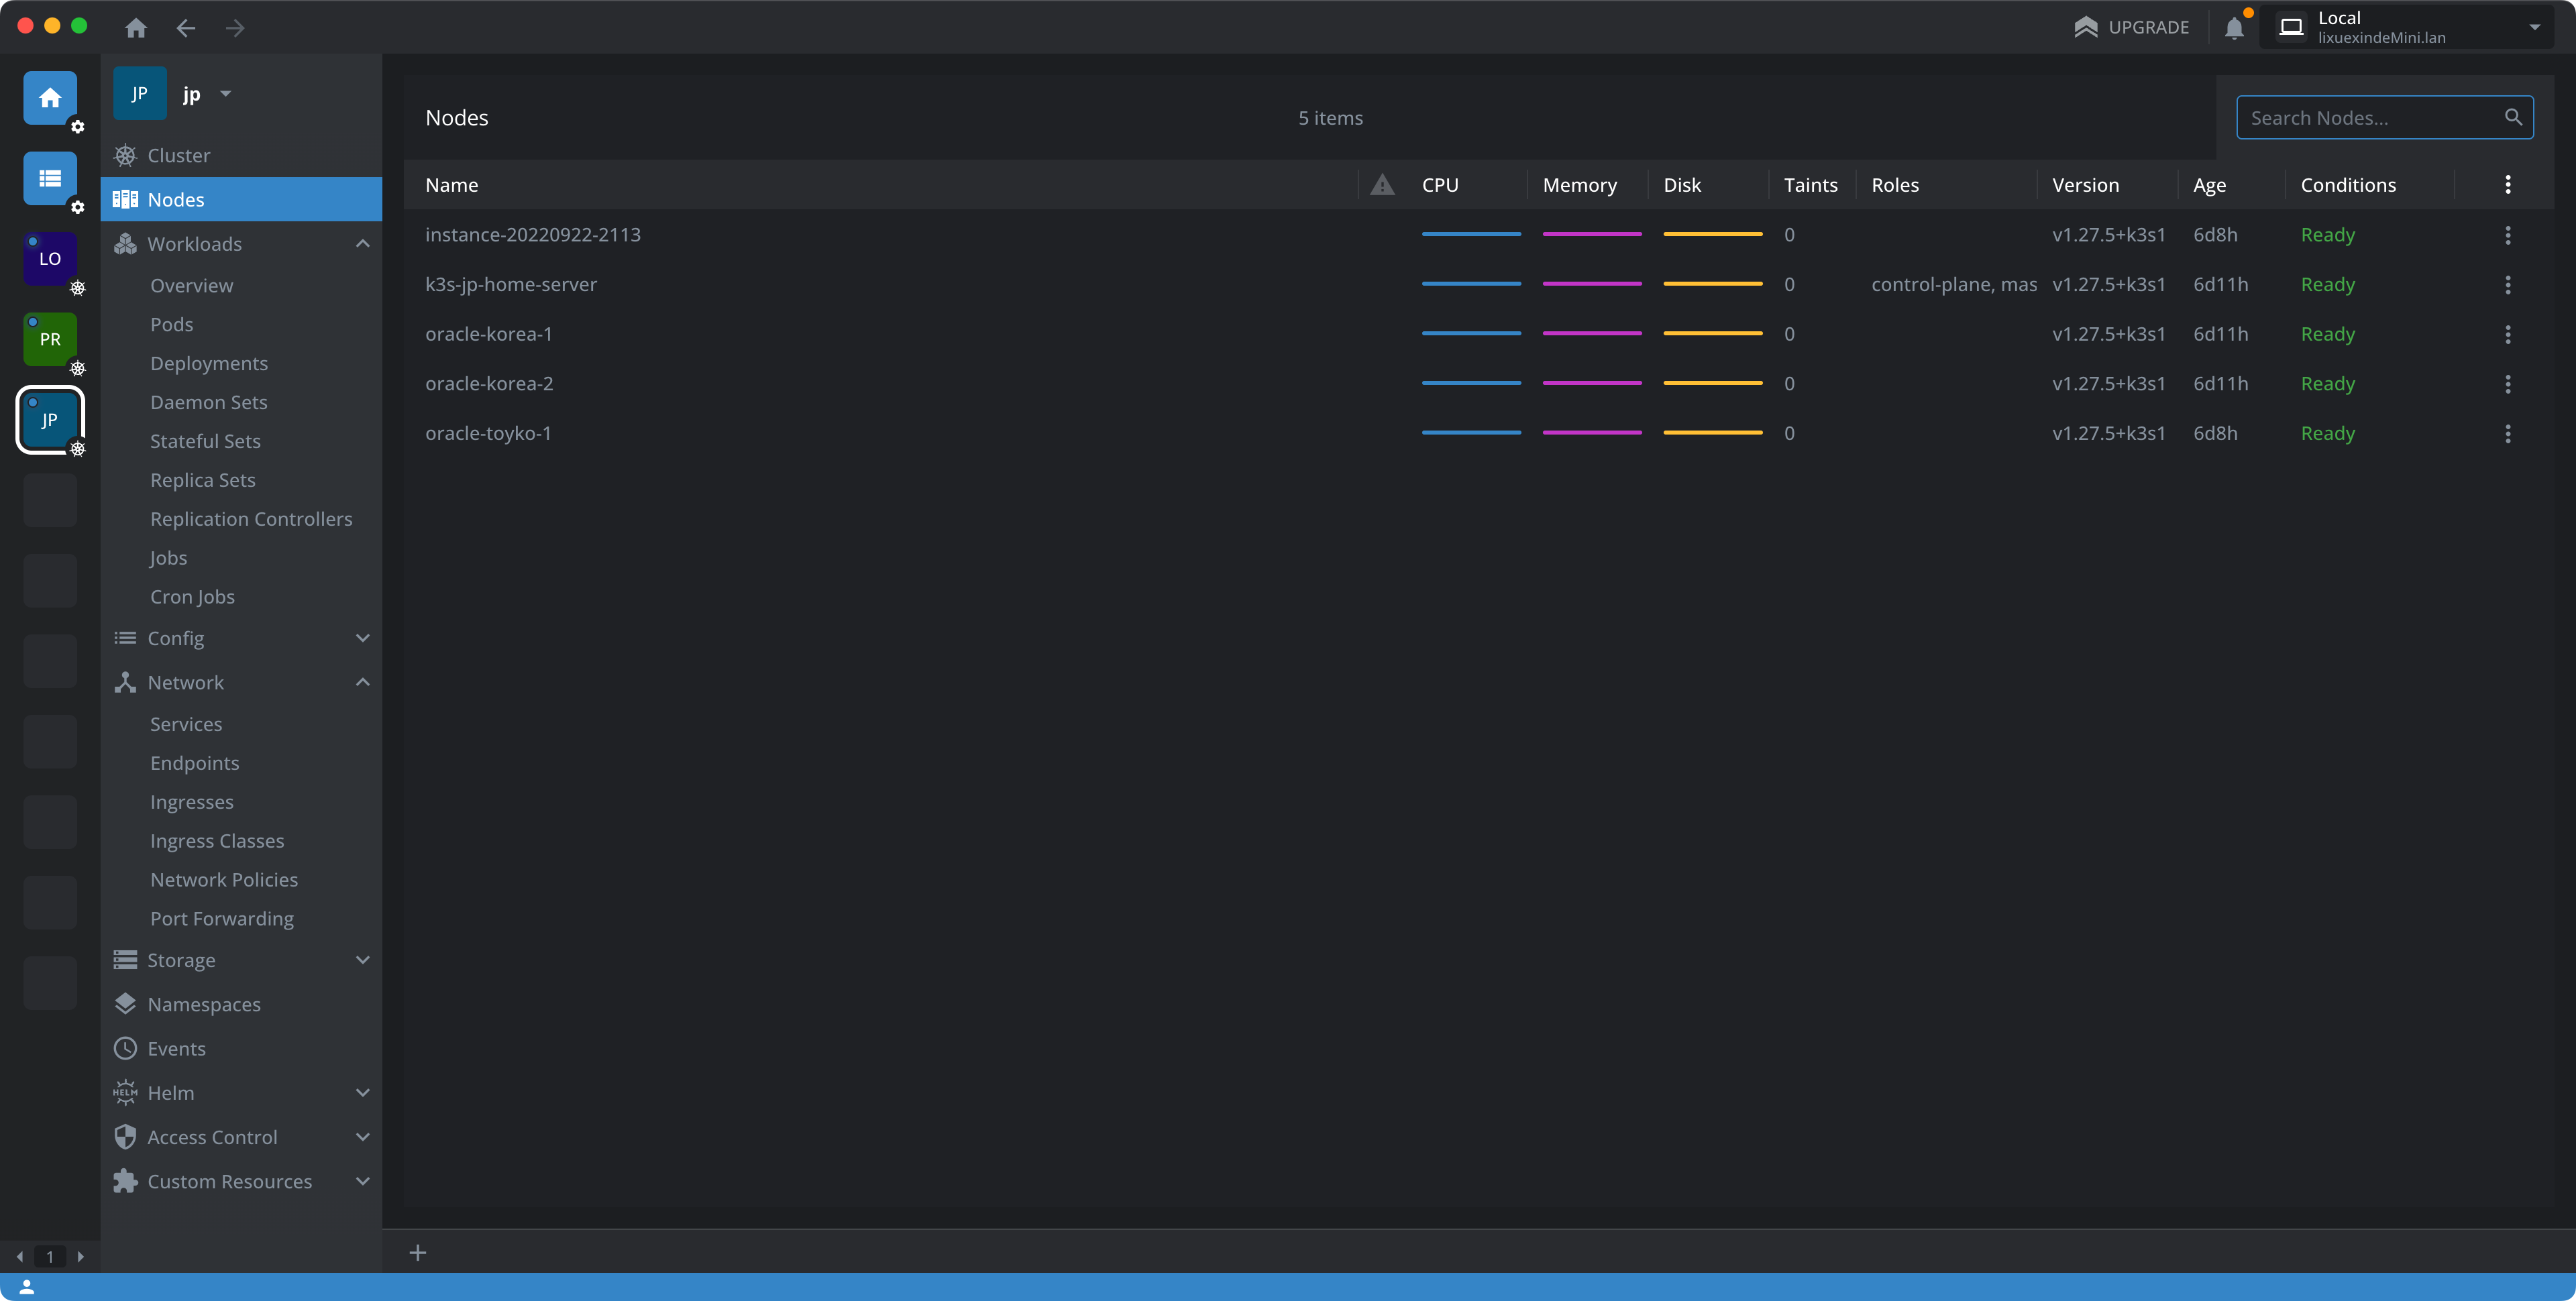 UPGRADE
Local
lixuexindeMini.lan
JP
jp
LO
PR
JP
1
Cluster
Nodes
Workloads
Overview
Pods
Deployments
Daemon Sets
Stateful Sets
Replica Sets
Replication Controllers
Jobs
Cron Jobs
Config
Network
Services
Endpoints
Ingresses
Ingress Classes
Network Policies
Port Forwarding
Storage
Namespaces
Events
HELM Helm
Access Control
Custom Resources
Nodes 5 items Search Nodes...
Name CPU Memory Disk Taints Roles Version Age Conditions
instance-20220922-2113 0 v1.27.5+k3s1 6d8h Ready
k3s-jp-home-server 0 control-plane, mas v1.27.5+k3s1 6d11h Ready
oracle-korea-1 0 v1.27.5+k3s1 6d11h Ready
oracle-korea-2 0 v1.27.5+k3s1 6d11h Ready
oracle-toyko-1 0 v1.27.5+k3s1 6d8h Ready